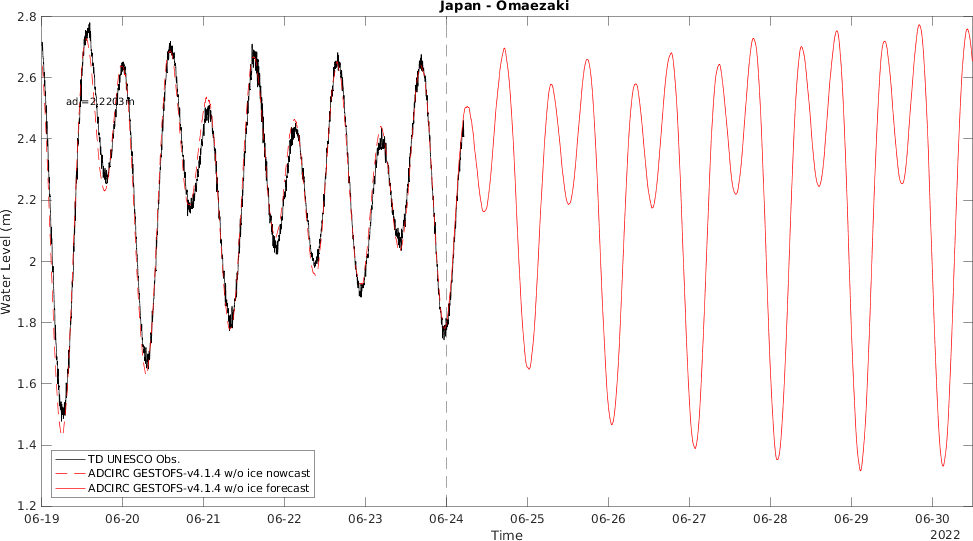 Japan - Omaezaki
2.8
2.6
2.4
2.2
2
1.8
1.6
1.4
1.2
Water Level (m)
adj=2.2203m
TD UNESCO Obs.
ADCIRC GESTOFS-v4.1.4 w/o ice nowcast
ADCIRC GESTOFS-v4.1.4 w/o ice forecast
06-19 06-20 06-21 06-22 06-23 06-24 06-25 06-26 06-27 06-28 06-29 06-30
Time
2022